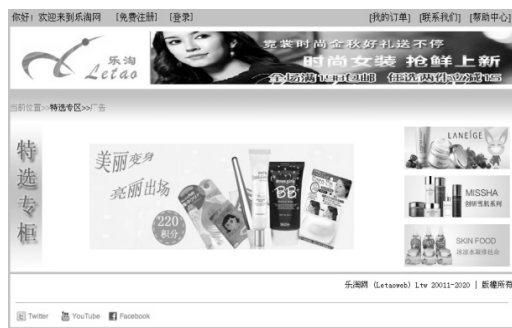 你好! 欢迎来到乐淘网 [免费注册] [登录] [我的订单] [联系我们] [帮助中心]
乐淘
Letao
霓裳时尚金秋好礼送不停
时尚女装 抢鲜上新
当前位置>>特选专区>>广告
特选专柜
美丽变身
亮丽出场
220
积分
BB
LANEIGE
MISSHA
SKIN FOOD
乐淘网 (Letaoweb) Ltw 20011-2020 | 版權所有
Twitter YouTube Facebook